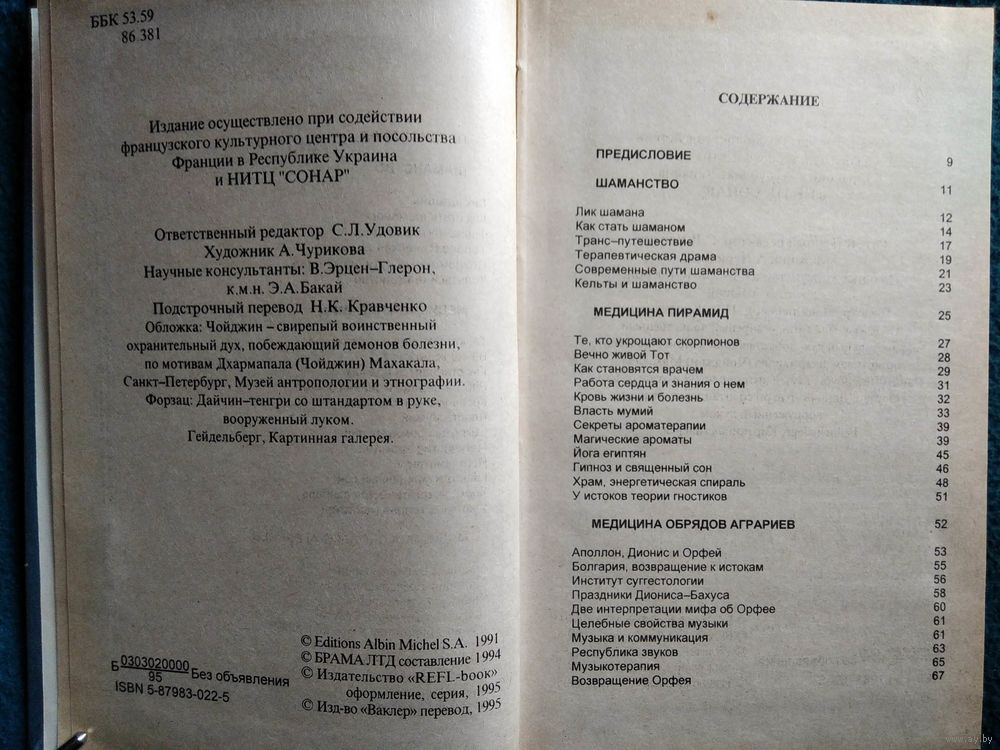 ББК 53.59
86 381
Издание осуществлено при содействии
французского культурного центра и посольства
Франции в Республике Украина
и НИТЦ "СОНАР"
Ответственный редактор С.Л.Удовик
Художник А.Чурикова
Научные консультанты: В.Эрцен–Глерон,
к.м.н. Э.А.Бакай
Подстрочный перевод Н.К. Кравченко
Обложка: Чойджин – свирепый воинственный
охранительный дух, побеждающий демонов болезни,
по мотивам Дхармапала (Чойджин) Махакала,
Санкт–Петербург, Музей антропологии и этнографии.
Форзац: Дайчин–тенгри со штандартом в руке,
вооруженный луком.
Гейдельберг, Картинная галерея.
Б 0303020000 Без объявления
95
ISBN 5-87983-022-5
© Editions Albin Michel S.A. 1991
© БРАМА ЛТД составление 1994
© Издательство «REFL-book»
оформление, серия, 1995
© Изд-во «Ваклер» перевод, 1995
СОДЕРЖАНИЕ
ПРЕДИСЛОВИЕ 9
ШАМАНСТВО 11
Лик шамана 12
Как стать шаманом 14
Транс–путешествие 17
Терапевтическая драма 19
Современные пути шаманства 21
Кельты и шаманство 23
МЕДИЦИНА ПИРАМИД 25
Те, кто укрощают скорпионов 27
Вечно живой Тот 28
Как становятся врачем 29
Работа сердца и знания о нем 31
Кровь жизни и болезнь 32
Власть мумий 33
Секреты ароматерапии 39
Магические ароматы 39
Йога египтян 45
Гипноз и священный сон 46
Храм, энергетическая спираль 48
У истоков теории гностиков 51
МЕДИЦИНА ОБРЯДОВ АГРАРИЕВ 52
Аполлон, Дионис и Орфей 53
Болгария, возвращение к истокам 55
Институт суггестологии 56
Праздники Диониса–Бахуса 58
Две интерпретации мифа об Орфее 60
Целебные свойства музыки 61
Музыка и коммуникация 61
Республика звуков 63
Музыкотерапия 65
Возвращение Орфея 67
www.ay.by